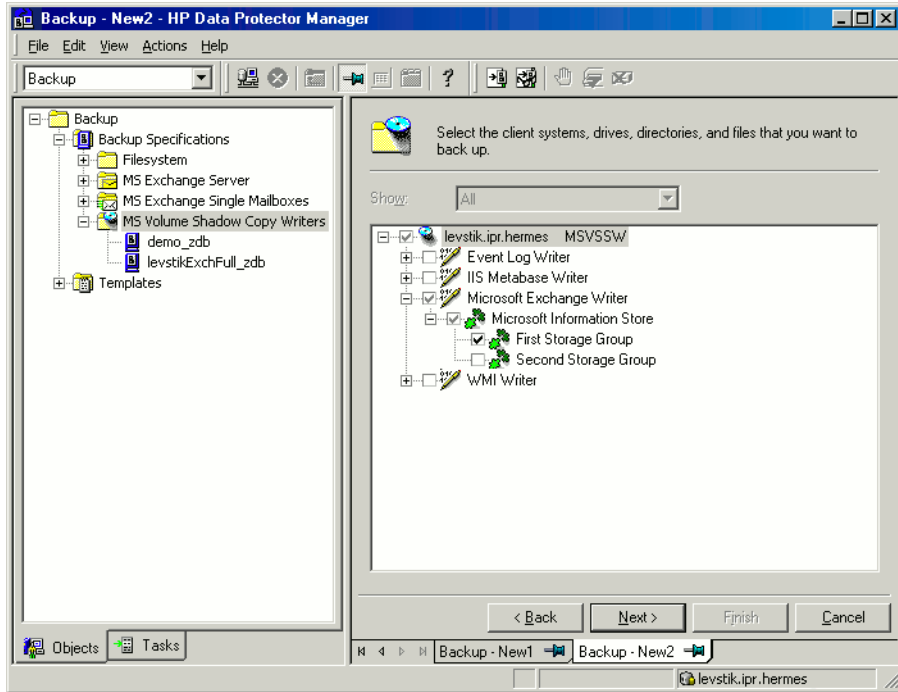 Backup - New2 - HP Data Protector Manager
File Edit View Actions Help
Backup
?
Backup
Backup Specifications
Filesystem
MS Exchange Server
MS Exchange Single Mailboxes
MS Volume Shadow Copy Writers
demo_zdb
levstikExchFull_zdb
Templates
Select the client systems, drives, directories, and files that you want to
back up.
Show: All
levstik.ipr.hermes MSVSSW
Event Log Writer
IIS Metabase Writer
Microsoft Exchange Writer
Microsoft Information Store
First Storage Group
Second Storage Group
WMI Writer
< Back Next > Finish Cancel
Objects Tasks
Backup - New1 Backup - New2
levstik.ipr.hermes